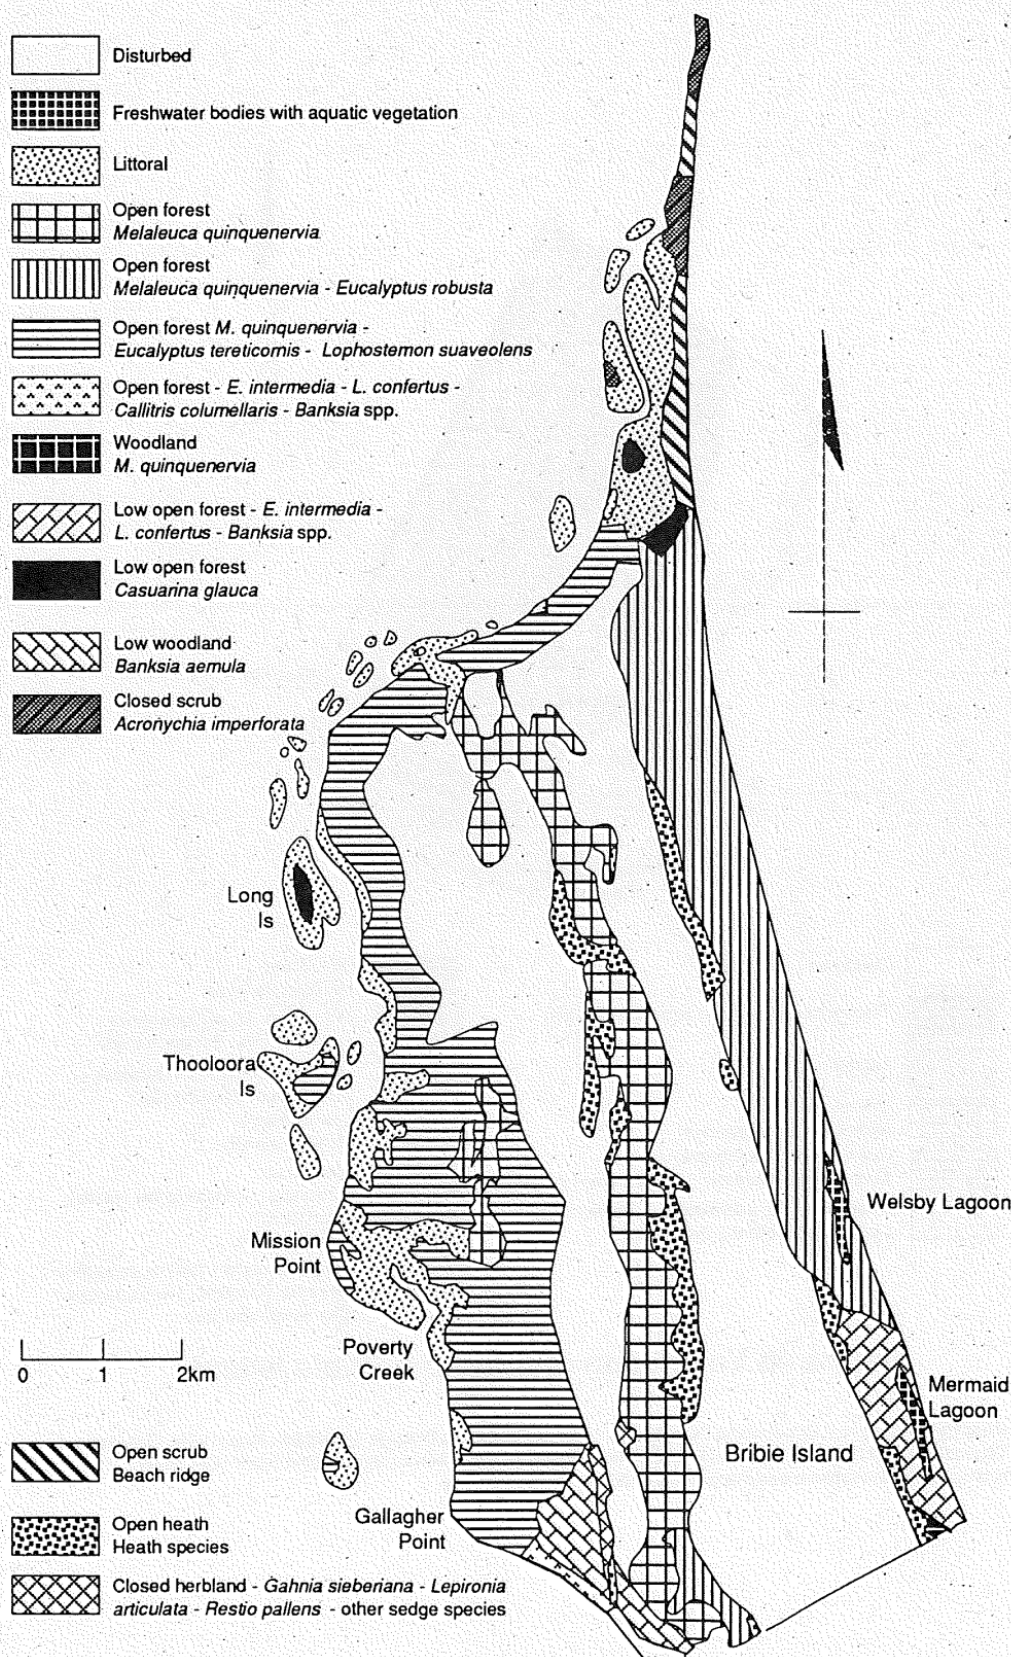 Disturbed
Freshwater bodies with aquatic vegetation
Littoral
Open forest
Melaleuca quinquenervia
Open forest
Melaleuca quinquenervia - Eucalyptus robusta
Open forest M. quinquenervia -
Eucalyptus tereticornis - Lophostemon suaveolens
Open forest - E. intermedia - L. confertus -
Callitris columellaris - Banksia spp.
Woodland
M. quinquenervia
Low open forest - E. intermedia -
L. confertus - Banksia spp.
Low open forest
Casuarina glauca
Low woodland
Banksia aemula
Closed scrub
Acronychia imperforata
Long
Is
Thooloora
Is
Welsby Lagoon
Mission
Point
Poverty
Creek
0 1 2km
Mermaid
Lagoon
Bribie Island
Open scrub
Beach ridge
Gallagher
Point
Open heath
Heath species
Closed herbland - Gahnia sieberiana - Lepironia
articulata - Restio pallens - other sedge species